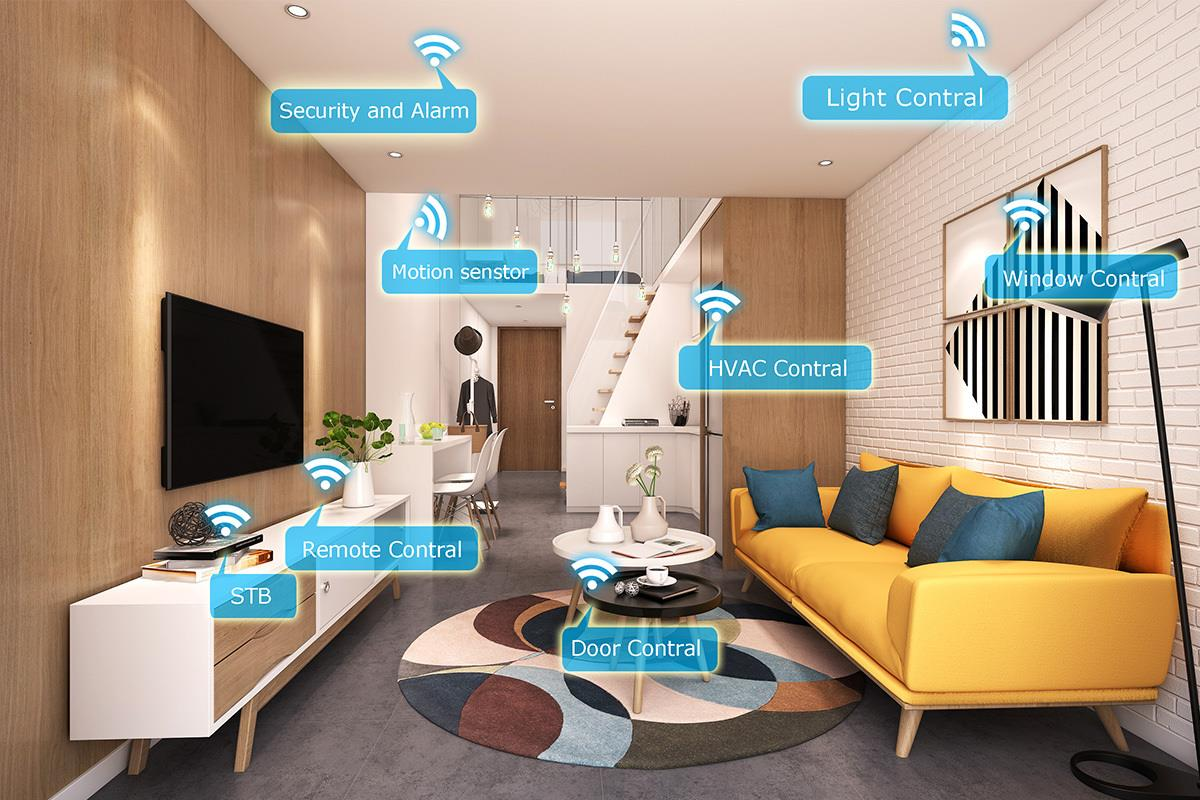 Light Contral
Security and Alarm
Motion senstor
Window Contral
HVAC Contral
Remote Contral
STB
Door Contral